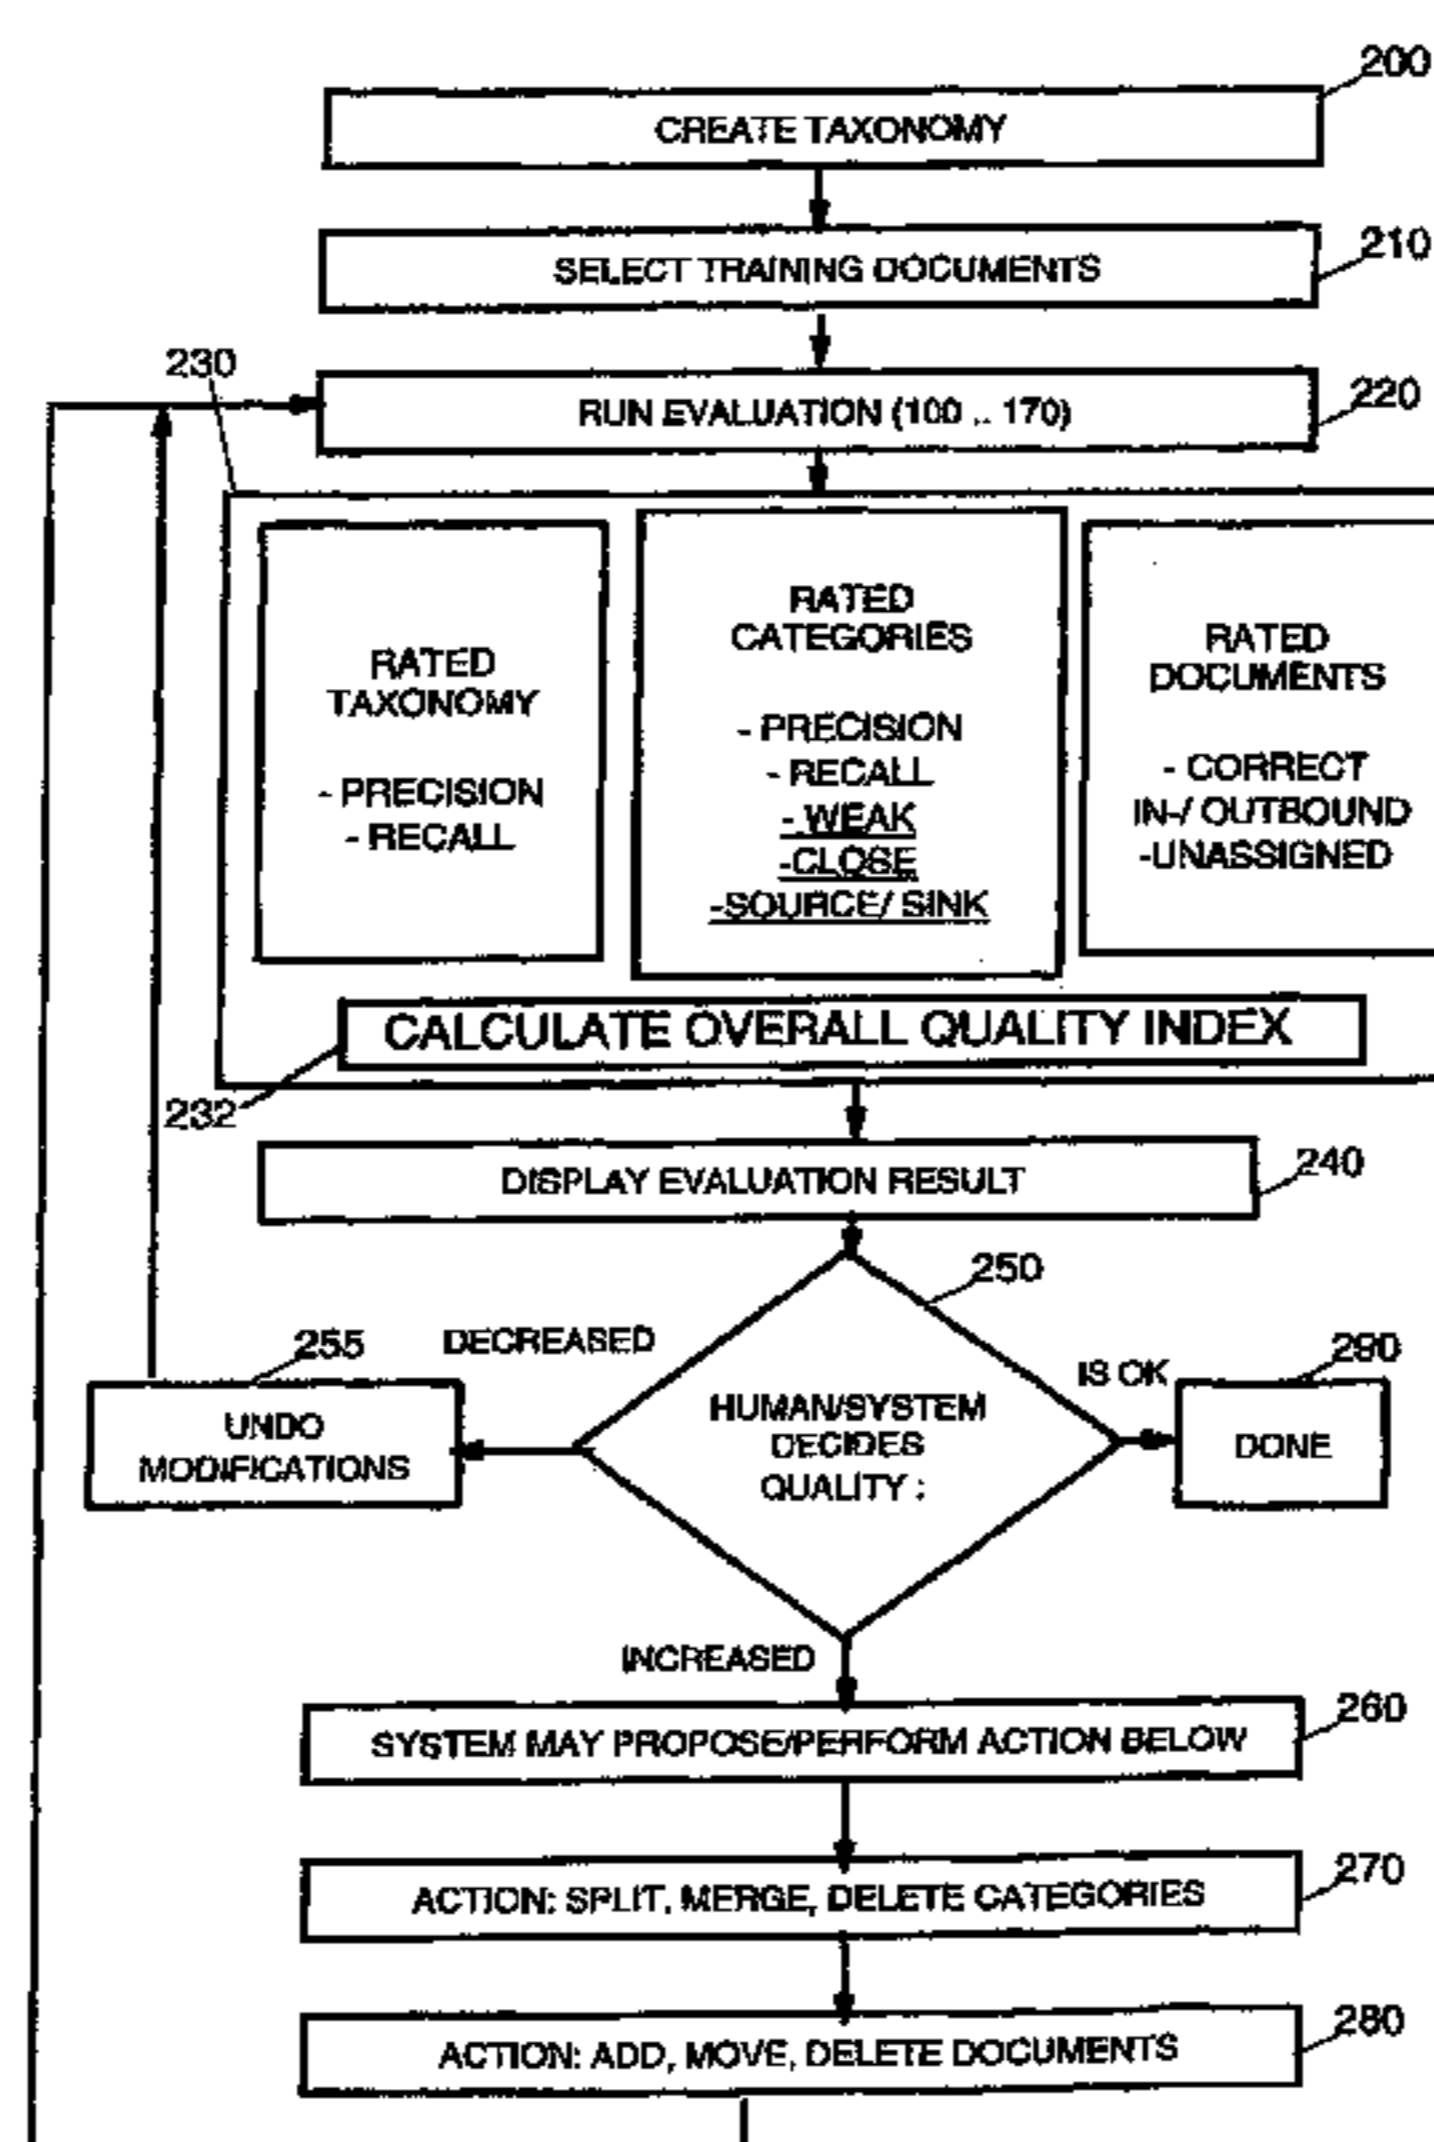 200
CREATE TAXONOMY
210
SELECT TRAINING DOCUMENTS
230
220
RUN EVALUATION (100 .. 170)
RATED
TAXONOMY
- PRECISION
- RECALL
RATED
CATEGORIES
- PRECISION
- RECALL
- WEAK
-CLOSE
-SOURCE/ SINK
RATED
DOCUMENTS
- CORRECT
IN-/ OUTBOUND
-UNASSIGNED
CALCULATE OVERALL QUALITY INDEX
232
240
DISPLAY EVALUATION RESULT
250
DECREASED
255
UNDO
MODIFICATIONS
HUMAN/SYSTEM
DECIDES
QUALITY :
IS OK
290
DONE
INCREASED
260
SYSTEM MAY PROPOSE/PERFORM ACTION BELOW
270
ACTION: SPLIT, MERGE, DELETE CATEGORIES
280
ACTION: ADD, MOVE, DELETE DOCUMENTS